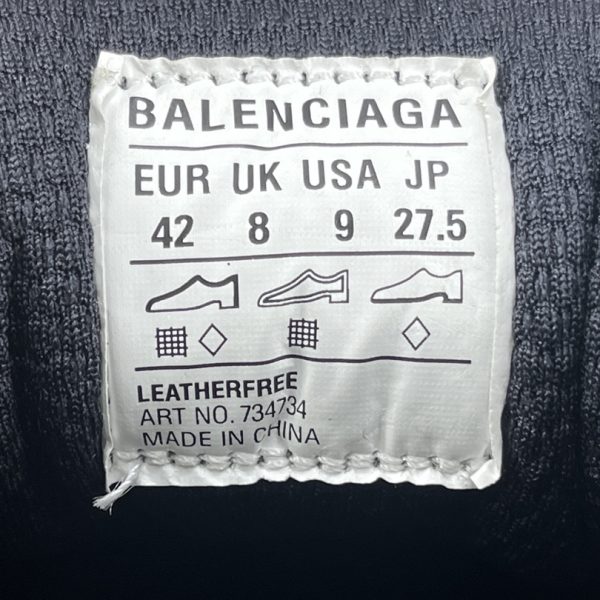 BALENCIAGA
EUR UK USA JP
42 8 9 27.5
LEATHERFREE
ART NO. 734734
MADE IN CHINA